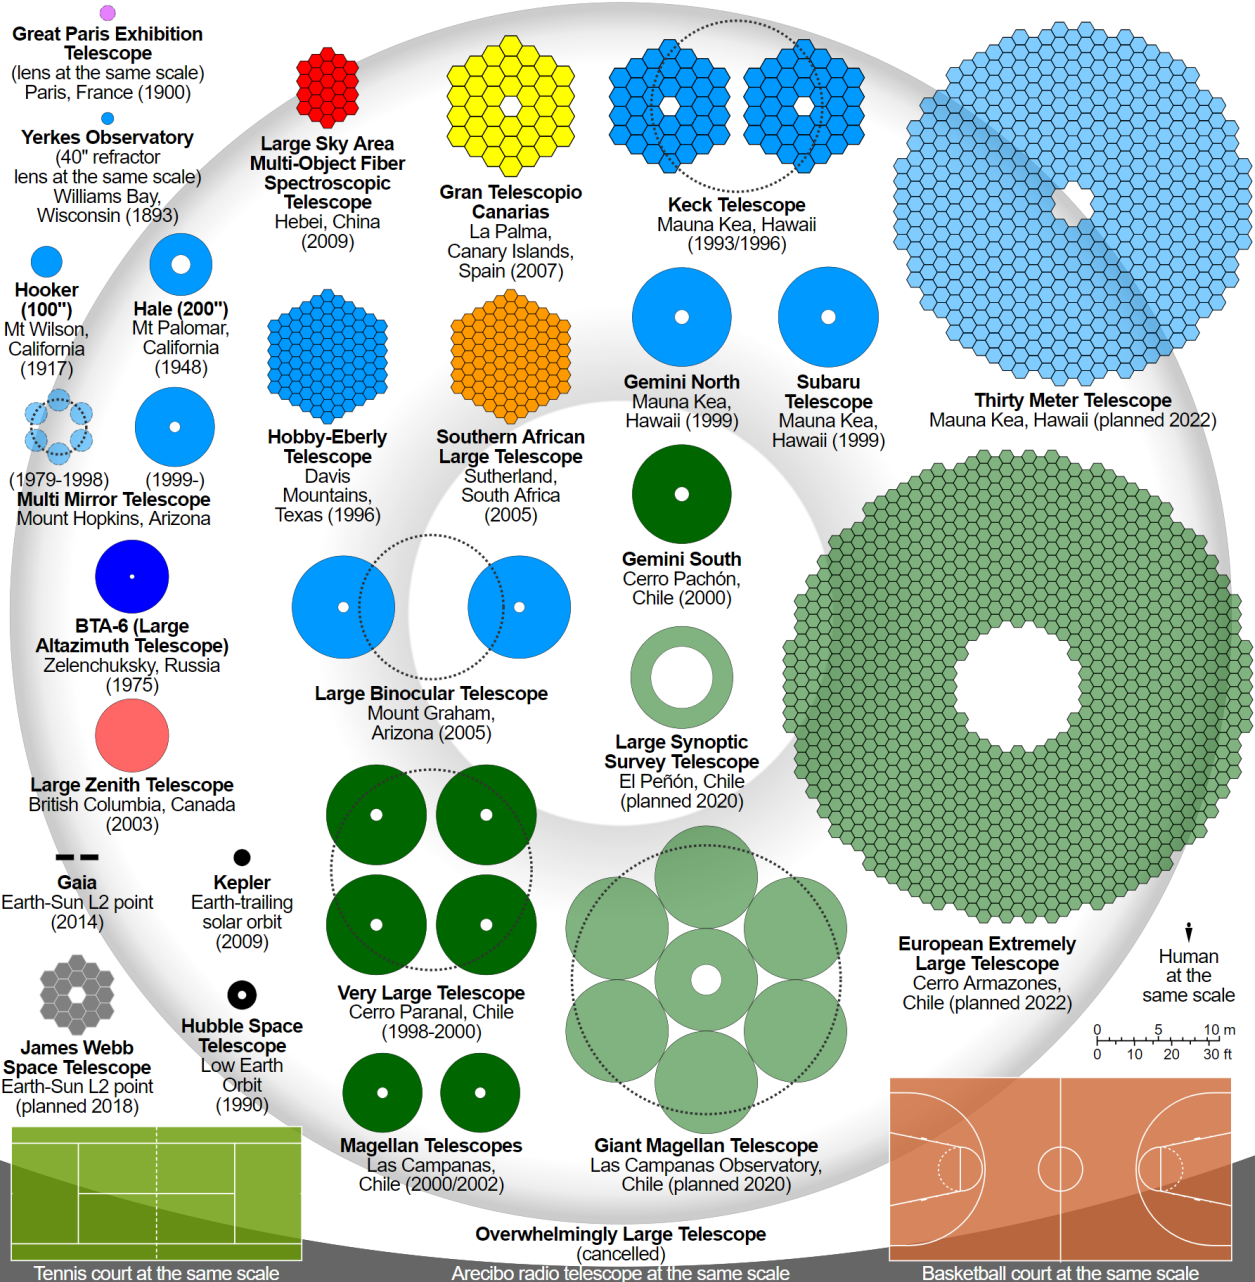 Great Paris Exhibition
Telescope
(lens at the same scale)
Paris, France (1900)
Yerkes Observatory
(40" refractor
lens at the same scale)
Williams Bay,
Wisconsin (1893)
Hooker
(100")
Mt Wilson,
California
(1917)
Hale (200")
Mt Palomar,
California
(1948)
(1979-1998)
(1999-)
Multi Mirror Telescope
Mount Hopkins, Arizona
BTA-6 (Large
Altazimuth Telescope)
Zelenchuksky, Russia
(1975)
Large Zenith Telescope
British Columbia, Canada
(2003)
Gaia
Earth-Sun L2 point
(2014)
Kepler
Earth-trailing
solar orbit
(2009)
James Webb
Space Telescope
Earth-Sun L2 point
(planned 2018)
Hubble Space
Telescope
Low Earth
Orbit
(1990)
Large Sky Area
Multi-Object Fiber
Spectroscopic
Telescope
Hebei, China
(2009)
Gran Telescopio
Canarias
La Palma,
Canary Islands,
Spain (2007)
Keck Telescope
Mauna Kea, Hawaii
(1993/1996)
Hobby-Eberly
Telescope
Davis
Mountains,
Texas (1996)
Southern African
Large Telescope
Sutherland,
South Africa
(2005)
Gemini North
Mauna Kea,
Hawaii (1999)
Subaru
Telescope
Mauna Kea,
Hawaii (1999)
Thirty Meter Telescope
Mauna Kea, Hawaii (planned 2022)
Gemini South
Cerro Pachón,
Chile (2000)
Large Binocular Telescope
Mount Graham,
Arizona (2005)
Large Synoptic
Survey Telescope
El Peñón, Chile
(planned 2020)
Very Large Telescope
Cerro Paranal, Chile
(1998-2000)
Magellan Telescopes
Las Campanas,
Chile (2000/2002)
Giant Magellan Telescope
Las Campanas Observatory,
Chile (planned 2020)
European Extremely
Large Telescope
Cerro Armazones,
Chile (planned 2022)
Human
at the
same scale
0 5 10 m
0 10 20 30 ft
Overwhelmingly Large Telescope
(cancelled)
Tennis court at the same scale
Arecibo radio telescope at the same scale
Basketball court at the same scale